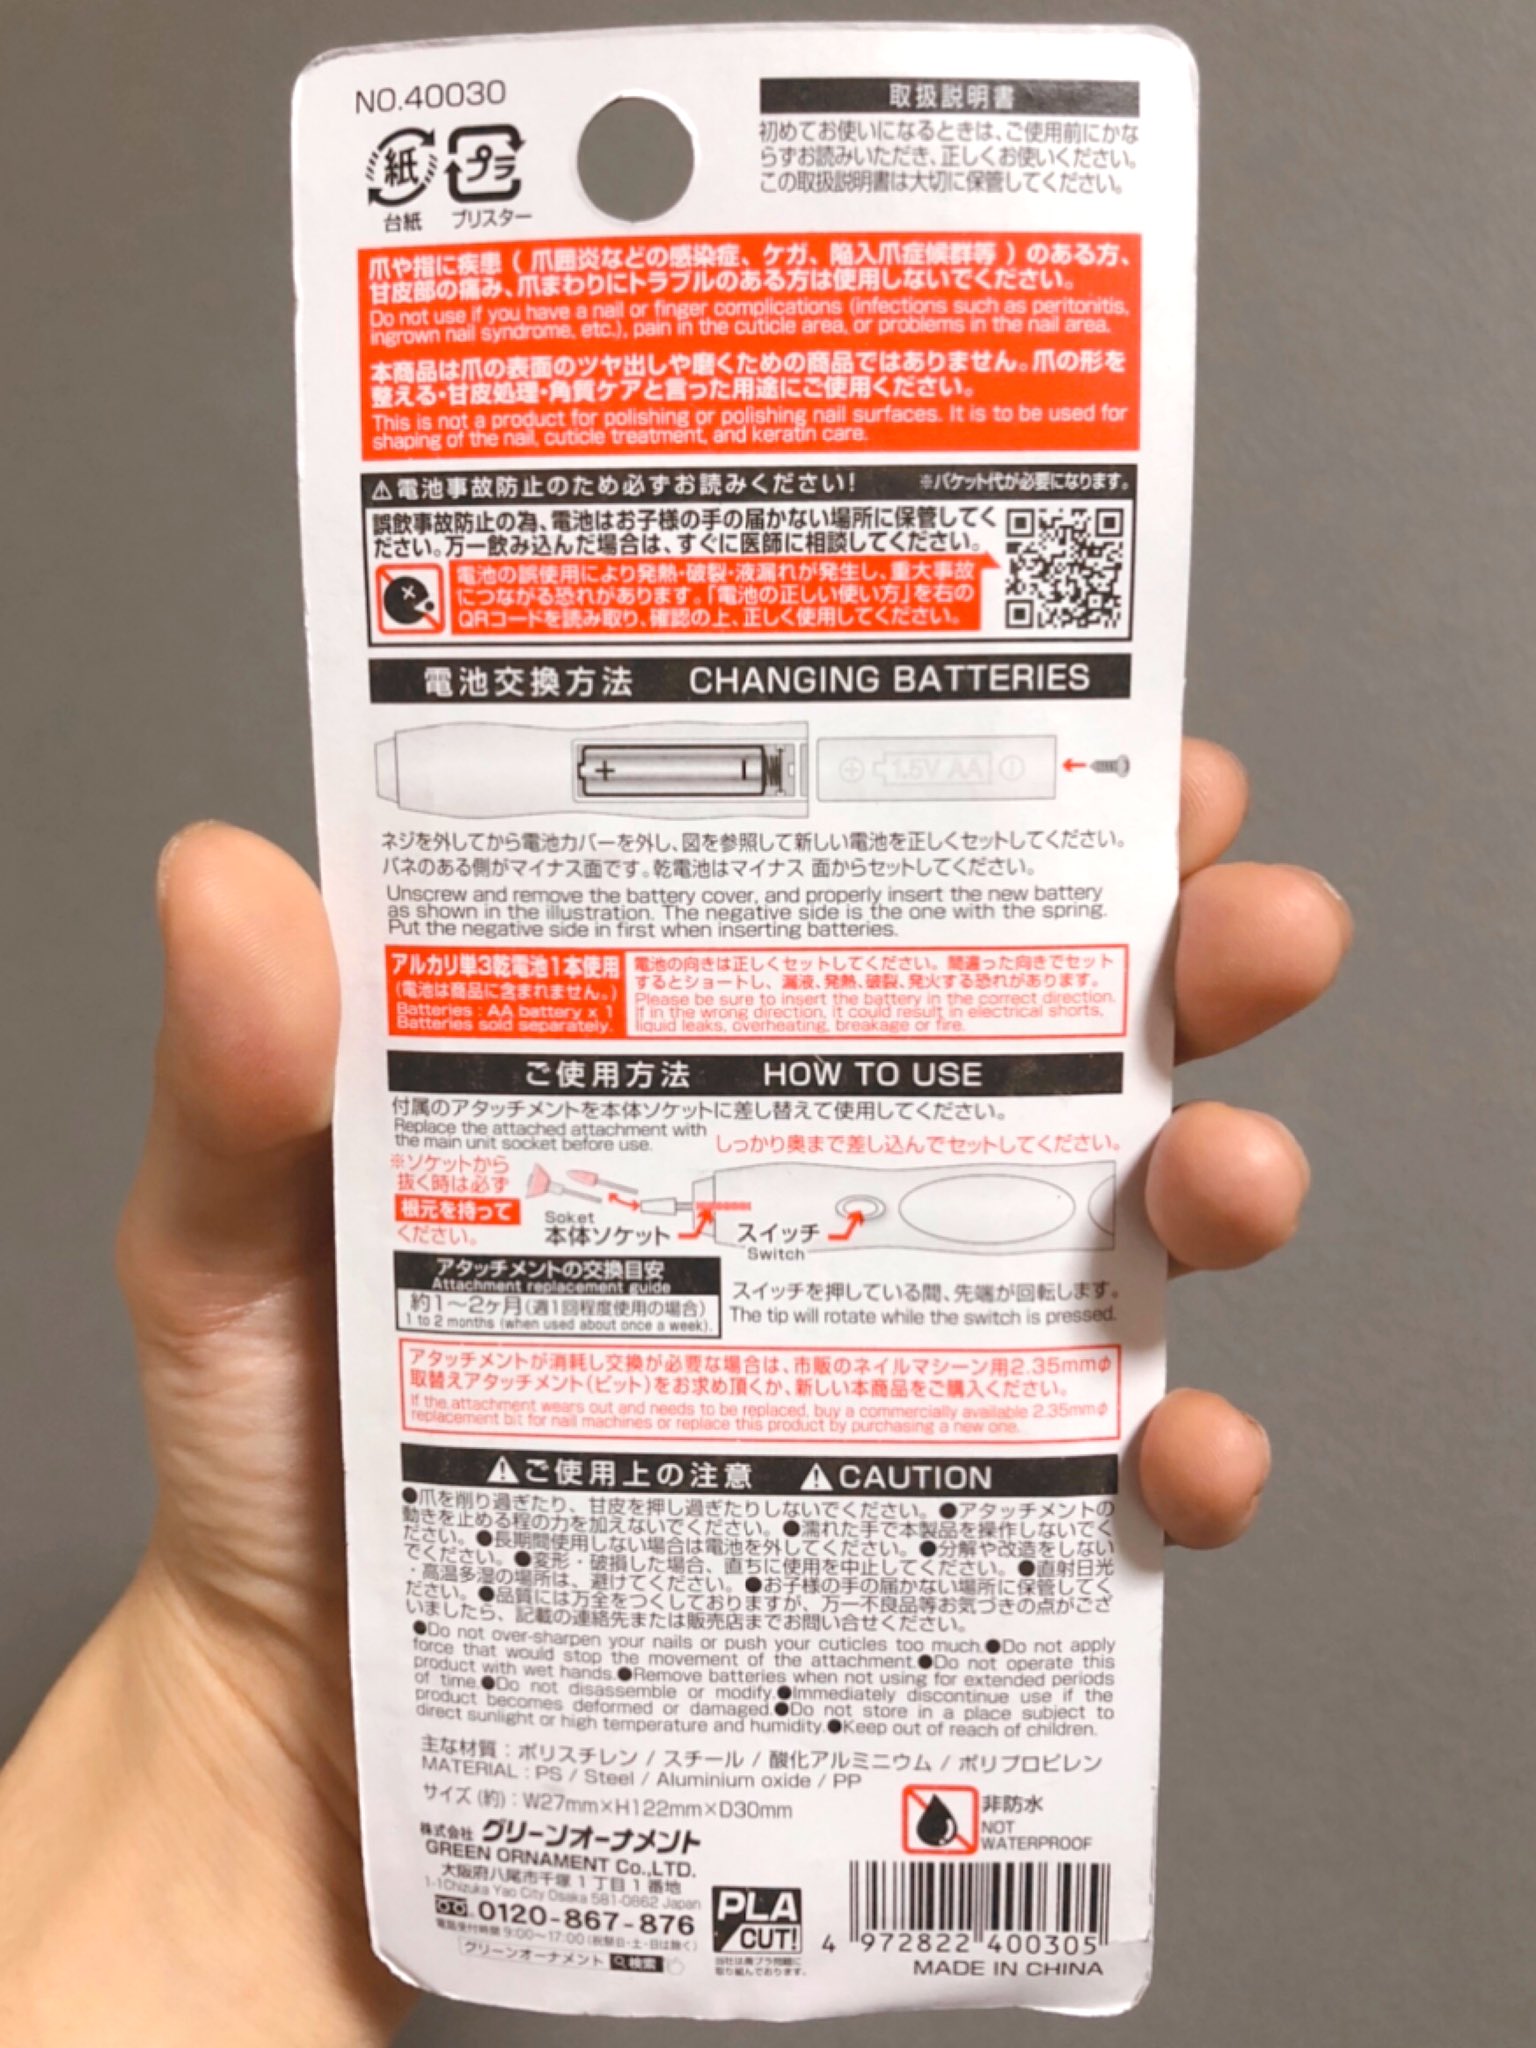 NO.40030
紙
プラ
台紙 ブリスター
取扱説明書
初めてお使いになるときは、ご使用前にかな
らずお読みいただき、正しくお使いください。
この取扱説明書は大切に保管してください。
爪や指に疾患（爪囲炎などの感染症、ケガ、陥入爪症候群等）のある方、
甘皮部の痛み、爪まわりにトラブルのある方は使用しないでください。
Do not use if you have a nail or finger complications (infections such as peritonitis,
ingrown nail syndrome, etc.), pain in the cuticle area, or problems in the nail area.
本商品は爪の表面のツヤ出しや磨くための商品ではありません。爪の形を
整える・甘皮処理・角質ケアと言った用途にご使用ください。
This is not a product for polishing or polishing nail surfaces. It is to be used for
shaping of the nail, cuticle treatment, and keratin care.
⚠電池事故防止のため必ずお読みください! ※パケット代が必要になります。
誤飲事故防止の為、電池はお子様の手の届かない場所に保管してく
ださい。万一飲み込んだ場合は、すぐに医師に相談してください。
電池の誤使用により発熱・破裂・液漏れが発生し、重大事故
につながる恐れがあります。「電池の正しい使い方」を右の
QRコードを読み取り、確認の上、正しく使用してください。
電池交換方法 CHANGING BATTERIES
+ − 1.5V AA
ネジを外してから電池カバーを外し、図を参照して新しい電池を正しくセットしてください。
バネのある側がマイナス面です。乾電池はマイナス 面からセットしてください。
Unscrew and remove the battery cover, and properly insert the new battery
as shown in the illustration. The negative side is the one with the spring.
Put the negative side in first when inserting batteries.
アルカリ単3乾電池1本使用
(電池は商品に含まれません。)
Batteries : AA battery x 1
Batteries sold separately.
電池の向きは正しくセットしてください。間違った向きでセット
するとショートし、漏液、発熱、破裂、発火する恐れがあります。
Please be sure to insert the battery in the correct direction.
If in the wrong direction, it could result in electrical shorts,
liquid leaks, overheating, breakage or fire.
ご使用方法 HOW TO USE
付属のアタッチメントを本体ソケットに差し替えて使用してください。
Replace the attached attachment with
the main unit socket before use.
しっかり奥まで差し込んでセットしてください。
※ソケットから
抜く時は必ず
根元を持って
ください。
Soket
本体ソケット
スイッチ
Switch
アタッチメントの交換目安
Attachment replacement guide
約1〜2ヶ月(週1回程度使用の場合)
1 to 2 months (when used about once a week).
スイッチを押している間、先端が回転します。
The tip will rotate while the switch is pressed.
アタッチメントが消耗し交換が必要な場合は、市販のネイルマシーン用2.35mmφ
取替えアタッチメント(ビット)をお求め頂くか、新しい本商品をご購入ください。
If the attachment wears out and needs to be replaced, buy a commercially available 2.35mmφ
replacement bit for nail machines or replace this product by purchasing a new one.
⚠ご使用上の注意 ⚠CAUTION
●爪を削り過ぎたり、甘皮を押し過ぎたりしないでください。●アタッチメントの
動きを止める程の力を加えないでください。●濡れた手で本製品を操作しないでく
ださい。●長期間使用しない場合は電池を外してください。●分解や改造をしない
でください。●変形・破損した場合、直ちに使用を中止してください。●直射日光
・高温多湿の場所は、避けてください。●お子様の手の届かない場所に保管してく
ださい。●品質には万全をつくしておりますが、万一不良品等お気づきの点がござ
いましたら、記載の連絡先または販売店までお問い合せください。
●Do not over-sharpen your nails or push your cuticles too much.●Do not apply
force that would stop the movement of the attachment.●Do not operate this
product with wet hands.●Remove batteries when not using for extended periods
of time.●Do not disassemble or modify.●Immediately discontinue use if the
product becomes deformed or damaged.●Do not store in a place subject to
direct sunlight or high temperature and humidity.●Keep out of reach of children.
主な材質：ポリスチレン / スチール / 酸化アルミニウム / ポリプロピレン
MATERIAL : PS / Steel / Aluminium oxide / PP
サイズ (約)：W27mm×H122mm×D30mm
非防水
NOT
WATERPROOF
株式会社 グリーンオーナメント
GREEN ORNAMENT Co.,LTD.
大阪府八尾市千塚1丁目1番地
1-1Chizuka Yao City Osaka 581-0862 Japan
0120-867-876
電話受付時間 9:00〜17:00 (祝祭日・土・日は除く)
グリーンオーナメント 検索
PLA
CUT!
当社は廃プラ問題に
取り組んでおります。
4 972822 400305
MADE IN CHINA